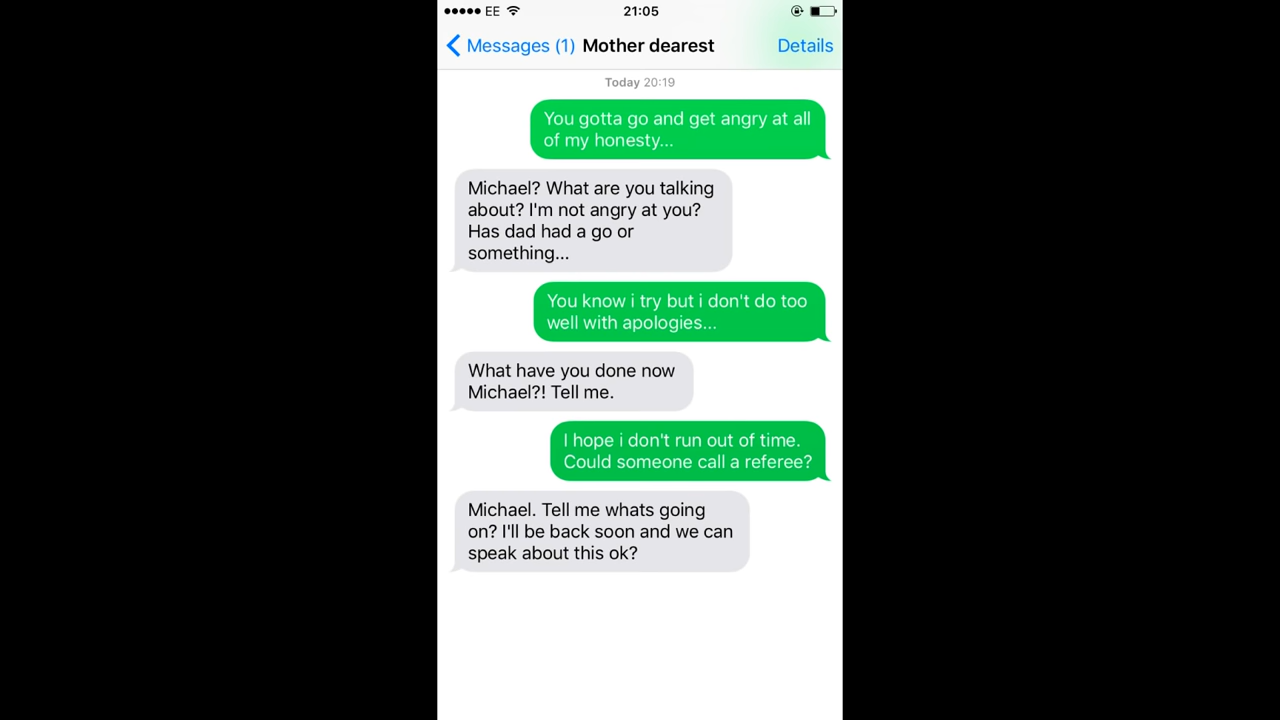 EE 21:05
Messages (1) Mother dearest Details
Today 20:19
You gotta go and get angry at all
of my honesty...
Michael? What are you talking
about? I'm not angry at you?
Has dad had a go or
something...
You know i try but i don't do too
well with apologies...
What have you done now
Michael?! Tell me.
I hope i don't run out of time.
Could someone call a referee?
Michael. Tell me whats going
on? I'll be back soon and we can
speak about this ok?